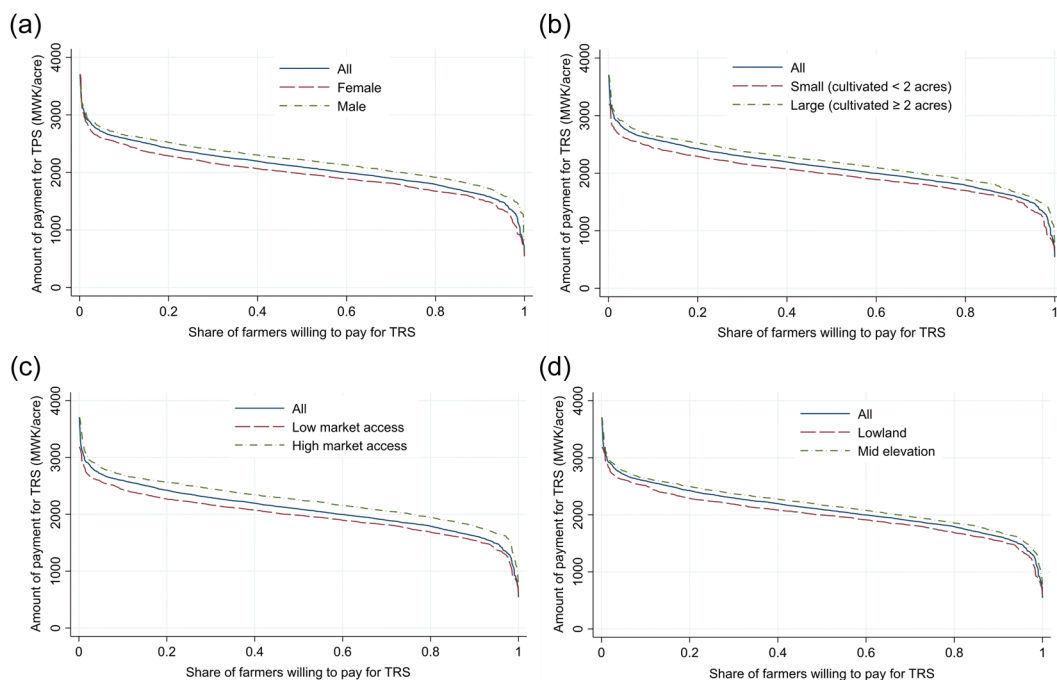 (a)
Amount of payment for TPS (MWK/acre)
4000
3000
2000
1000
0
All
Female
Male
0
0.2
0.4
0.6
0.8
1
Share of farmers willing to pay for TRS
(b)
Amount of payment for TRS (MWK/acre)
4000
3000
2000
1000
0
All
Small (cultivated < 2 acres)
Large (cultivated ≥ 2 acres)
0
0.2
0.4
0.6
0.8
1
Share of farmers willing to pay for TRS
(c)
Amount of payment for TRS (MWK/acre)
4000
3000
2000
1000
0
All
Low market access
High market access
0
0.2
0.4
0.6
0.8
1
Share of farmers willing to pay for TRS
(d)
Amount of payment for TRS (MWK/acre)
4000
3000
2000
1000
0
All
Lowland
Mid elevation
0
0.2
0.4
0.6
0.8
1
Share of farmers willing to pay for TRS